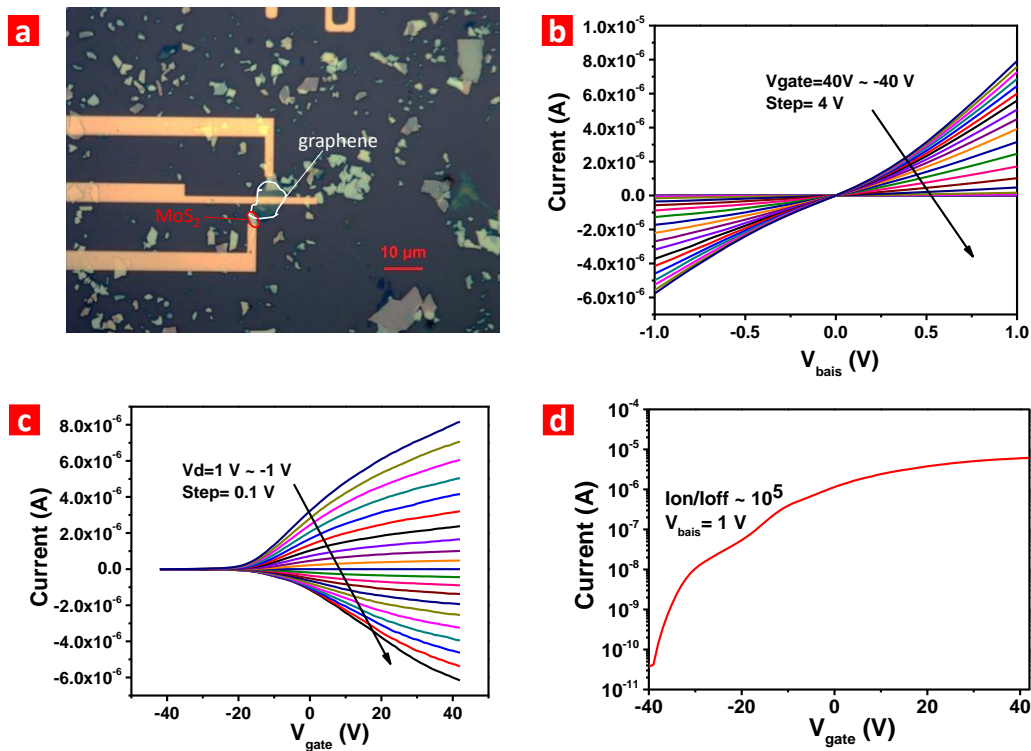 a
graphene
MoS₂
10 μm
b
1.0x10⁻⁵
8.0x10⁻⁶
6.0x10⁻⁶
4.0x10⁻⁶
2.0x10⁻⁶
0.0
-2.0x10⁻⁶
-4.0x10⁻⁶
-6.0x10⁻⁶
Current (A)
Vgate=40V ~ -40 V
Step= 4 V
-1.0 -0.5 0.0 0.5 1.0
V_bais (V)
c
8.0x10⁻⁶
6.0x10⁻⁶
4.0x10⁻⁶
2.0x10⁻⁶
0.0
-2.0x10⁻⁶
-4.0x10⁻⁶
-6.0x10⁻⁶
Current (A)
Vd=1 V ~ -1 V
Step= 0.1 V
-40 -20 0 20 40
V_gate (V)
d
10⁻⁴
10⁻⁵
10⁻⁶
10⁻⁷
10⁻⁸
10⁻⁹
10⁻¹⁰
10⁻¹¹
Current (A)
Ion/Ioff ~ 10⁵
V_bais= 1 V
-40 -20 0 20 40
V_gate (V)